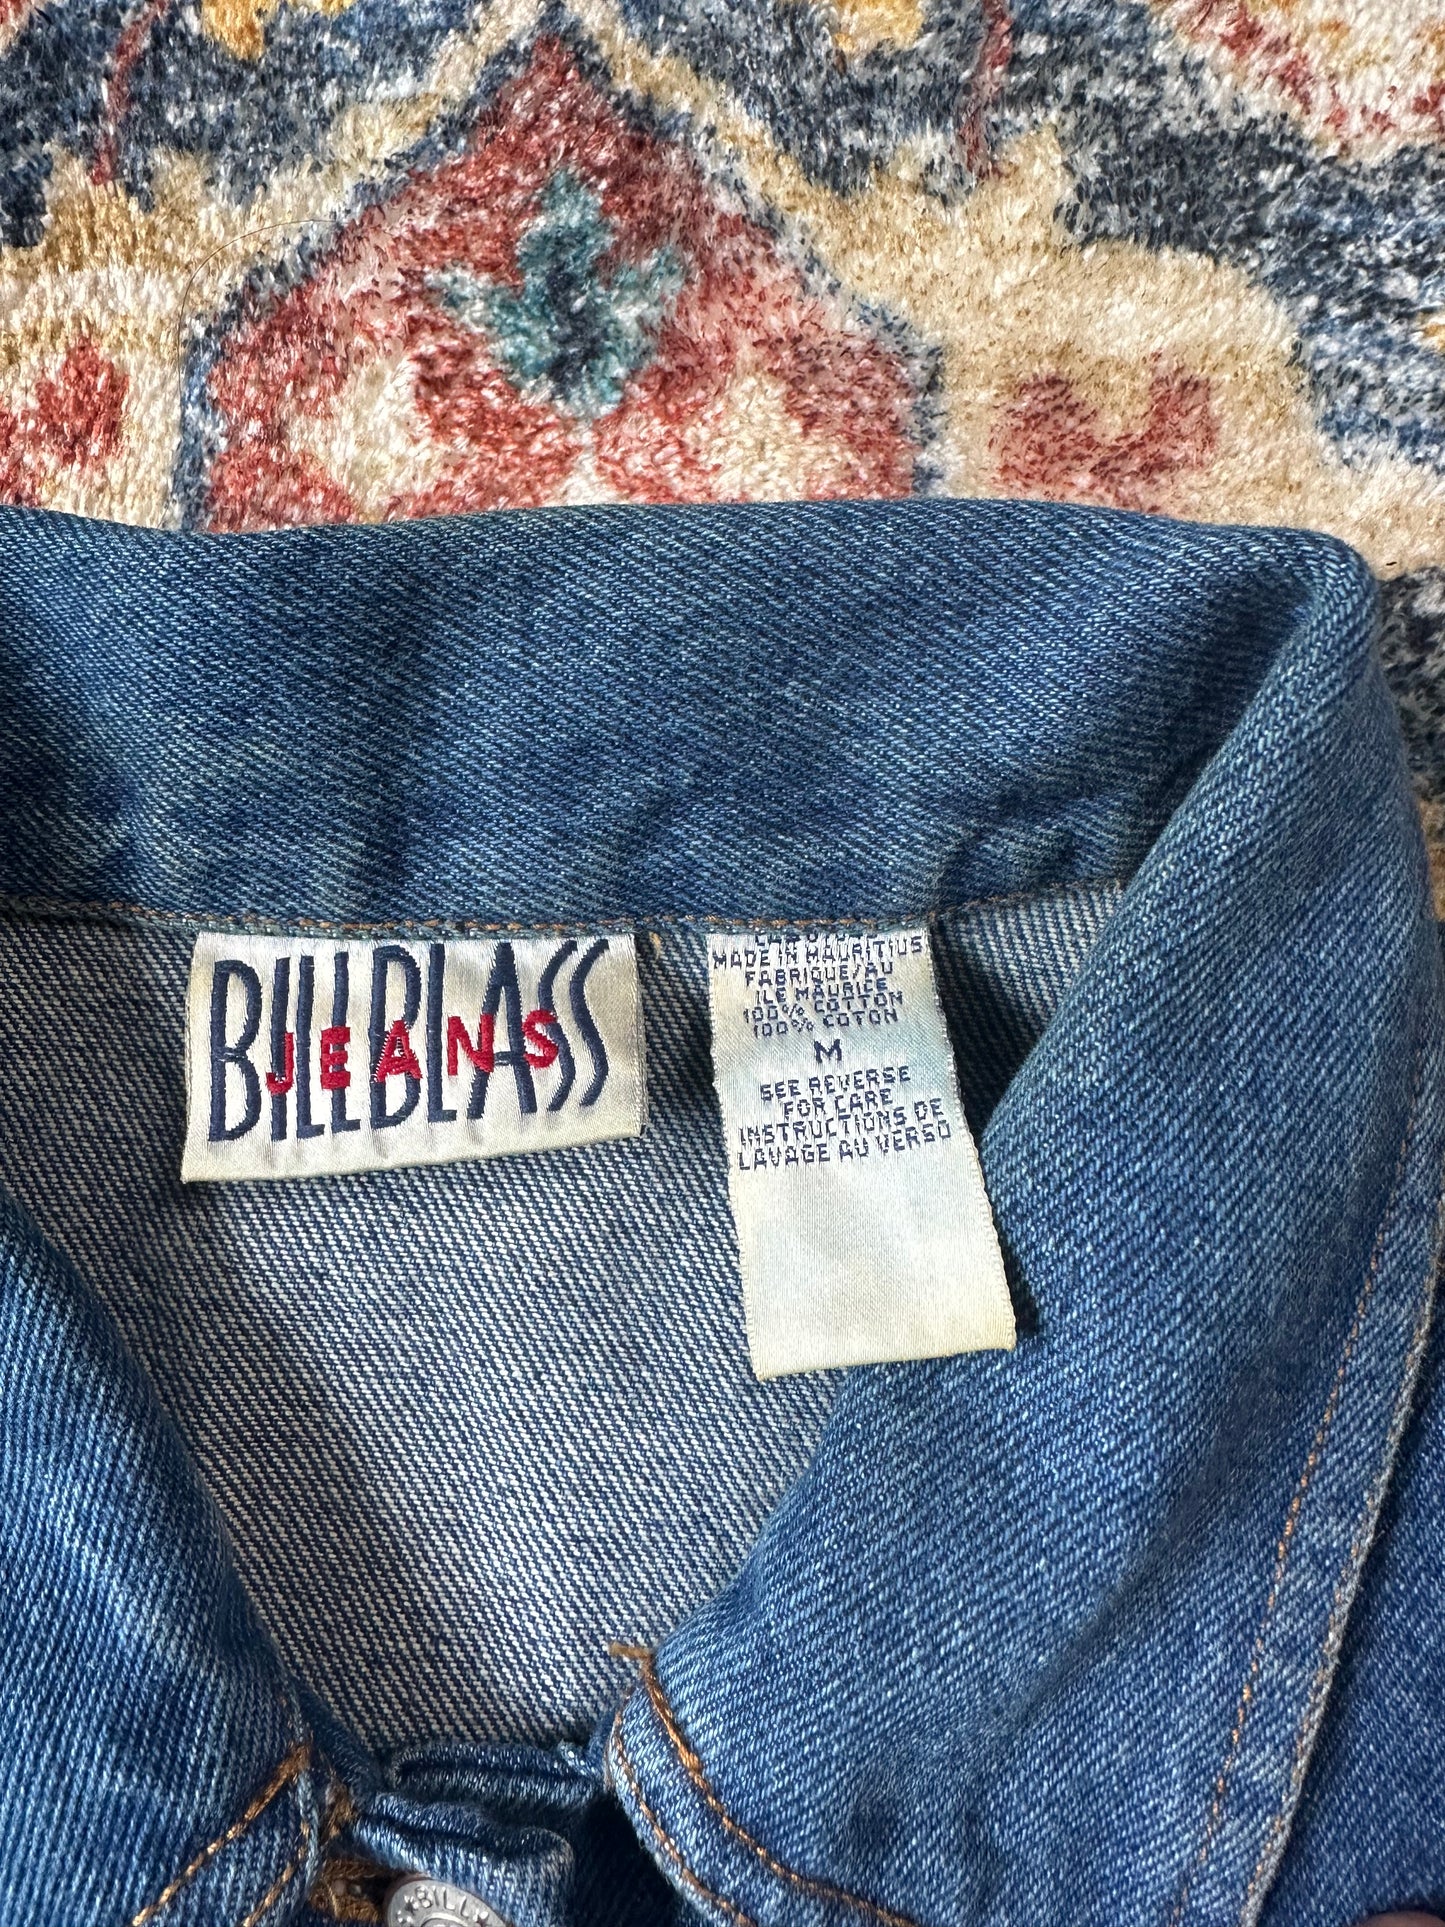 BILLBLASS
JEANS
MADE IN MAURITIUS
FABRIQUE/AU
ILE MAURICE
100% COTTON
100% COTON
M
SEE REVERSE
FOR CARE
INSTRUCTIONS DE
LAVAGE AU VERSO
BILL